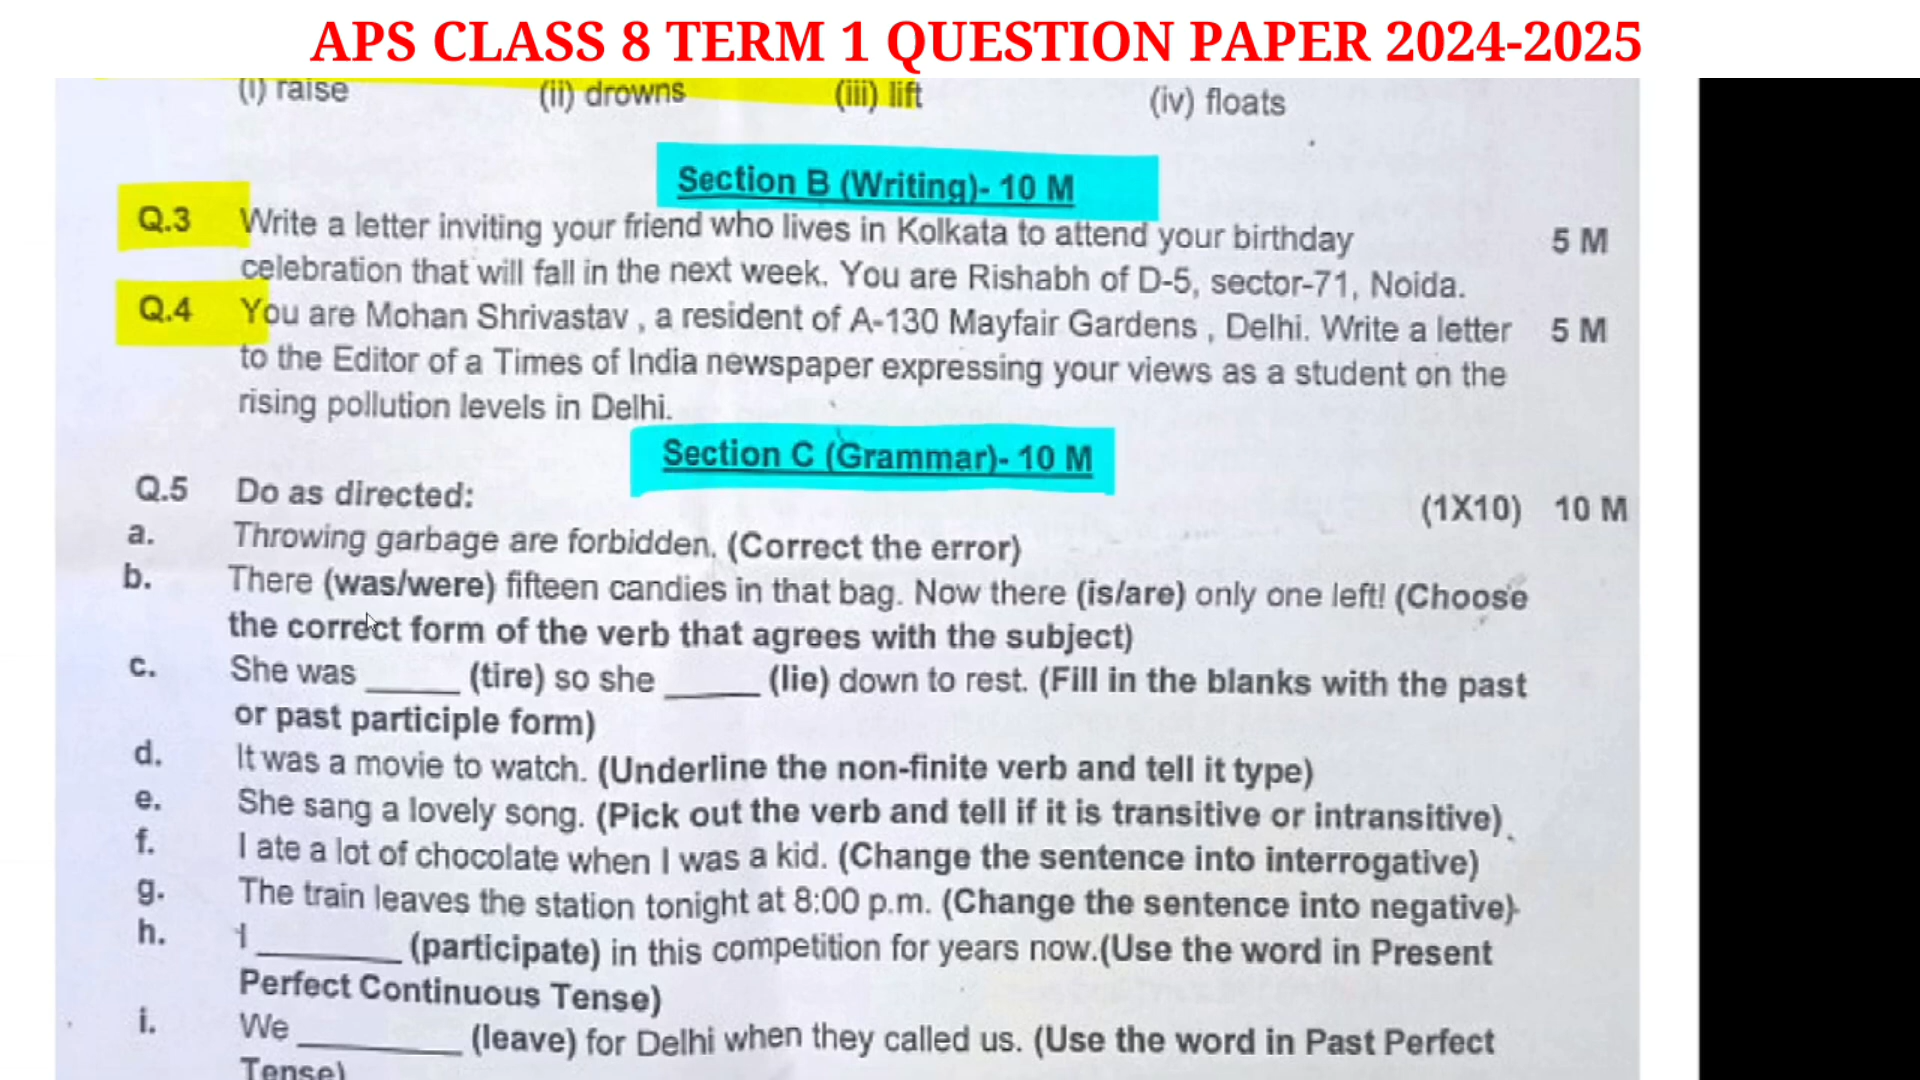 APS CLASS 8 TERM 1 QUESTION PAPER 2024-2025
(i) raise (ii) drowns (iii) lift (iv) floats
Section B (Writing)- 10 M
Q.3 Write a letter inviting your friend who lives in Kolkata to attend your birthday 5 M
celebration that will fall in the next week. You are Rishabh of D-5, sector-71, Noida.
Q.4 You are Mohan Shrivastav , a resident of A-130 Mayfair Gardens , Delhi. Write a letter 5 M
to the Editor of a Times of India newspaper expressing your views as a student on the
rising pollution levels in Delhi.
Section C (Grammar)- 10 M
Q.5 Do as directed: (1X10) 10 M
a. Throwing garbage are forbidden. (Correct the error)
b. There (was/were) fifteen candies in that bag. Now there (is/are) only one left! (Choose
the correct form of the verb that agrees with the subject)
c. She was _____ (tire) so she _____ (lie) down to rest. (Fill in the blanks with the past
or past participle form)
d. It was a movie to watch. (Underline the non-finite verb and tell it type)
e. She sang a lovely song. (Pick out the verb and tell if it is transitive or intransitive)
f. I ate a lot of chocolate when I was a kid. (Change the sentence into interrogative)
g. The train leaves the station tonight at 8:00 p.m. (Change the sentence into negative)
h. I ________ (participate) in this competition for years now.(Use the word in Present
Perfect Continuous Tense)
i. We _________ (leave) for Delhi when they called us. (Use the word in Past Perfect
Tense)